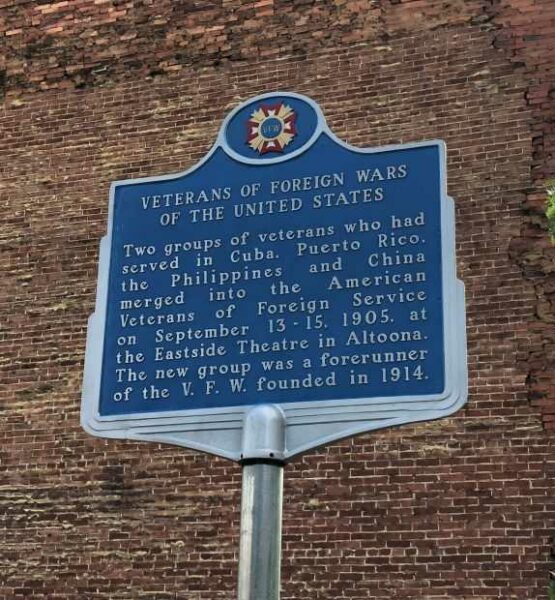 VFW
VETERANS OF FOREIGN WARS
OF THE UNITED STATES
Two groups of veterans who had
served in Cuba, Puerto Rico,
the Philippines and China
merged into the American
Veterans of Foreign Service
on September 13-15, 1905, at
the Eastside Theatre in Altoona.
The new group was a forerunner
of the V. F. W. founded in 1914.